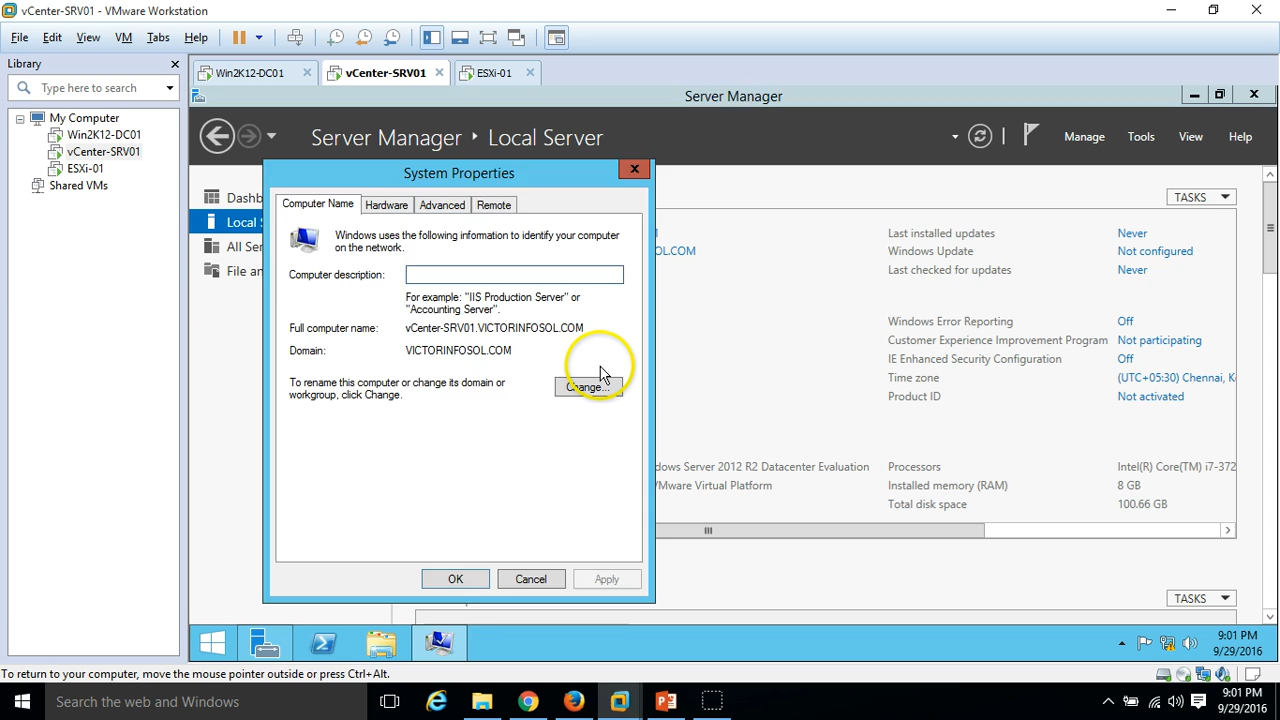 vCenter-SRV01 - VMware Workstation
File Edit View VM Tabs Help
Library
Type here to search
My Computer
Win2K12-DC01
vCenter-SRV01
ESXi-01
Shared VMs
Win2K12-DC01
vCenter-SRV01
ESXi-01
Server Manager
Server Manager Local Server
Manage Tools View Help
Dashb
Local S
All Ser
File an
System Properties
Computer Name Hardware Advanced Remote
Windows uses the following information to identify your computer
on the network.
Computer description:
For example: "IIS Production Server" or
"Accounting Server".
Full computer name: vCenter-SRV01.VICTORINFOSOL.COM
Domain: VICTORINFOSOL.COM
To rename this computer or change its domain or
workgroup, click Change.
Change...
OK Cancel Apply
TASKS
SOL.COM
Last installed updates Never
Windows Update Not configured
Last checked for updates Never
Windows Error Reporting Off
Customer Experience Improvement Program Not participating
IE Enhanced Security Configuration Off
Time zone (UTC+05:30) Chennai, K
Product ID Not activated
dows Server 2012 R2 Datacenter Evaluation
Mware Virtual Platform
Processors Intel(R) Core(TM) i7-372
Installed memory (RAM) 8 GB
Total disk space 100.66 GB
TASKS
9:01 PM
9/29/2016
To return to your computer, move the mouse pointer outside or press Ctrl+Alt.
Search the web and Windows
9:01 PM
9/29/2016